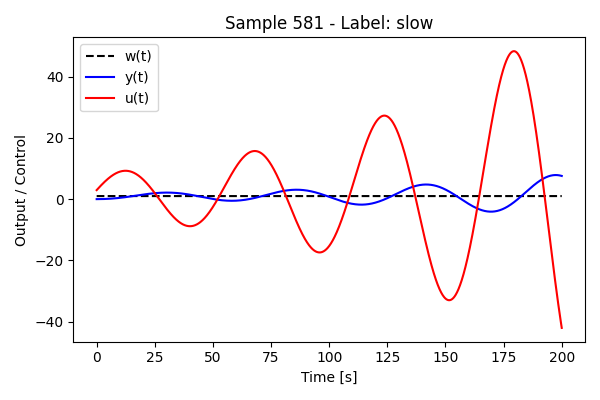 Sample 581 - Label: slow
w(t)
y(t)
u(t)
Output / Control
40
20
0
−20
−40
0 25 50 75 100 125 150 175 200
Time [s]